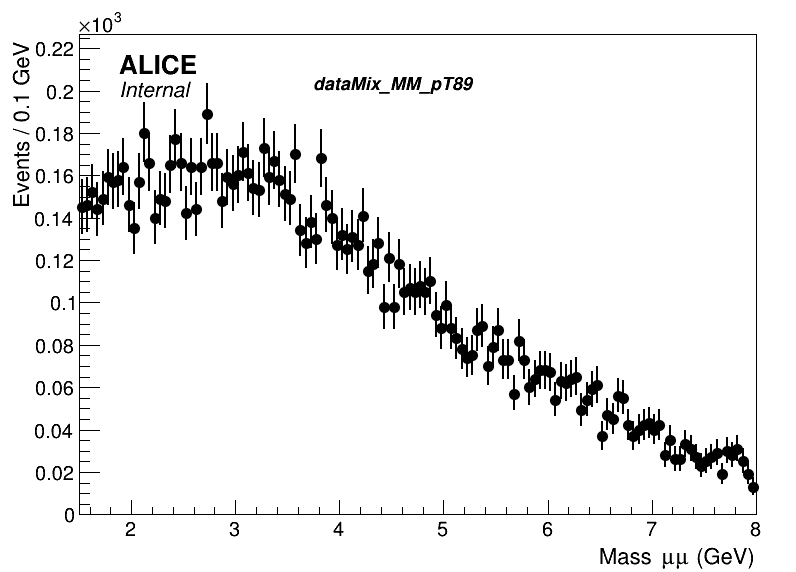 ×10³
Events / 0.1 GeV
0.22
0.2
0.18
0.16
0.14
0.12
0.1
0.08
0.06
0.04
0.02
0
ALICE
Internal
dataMix_MM_pT89
2 3 4 5 6 7 8
Mass μμ (GeV)